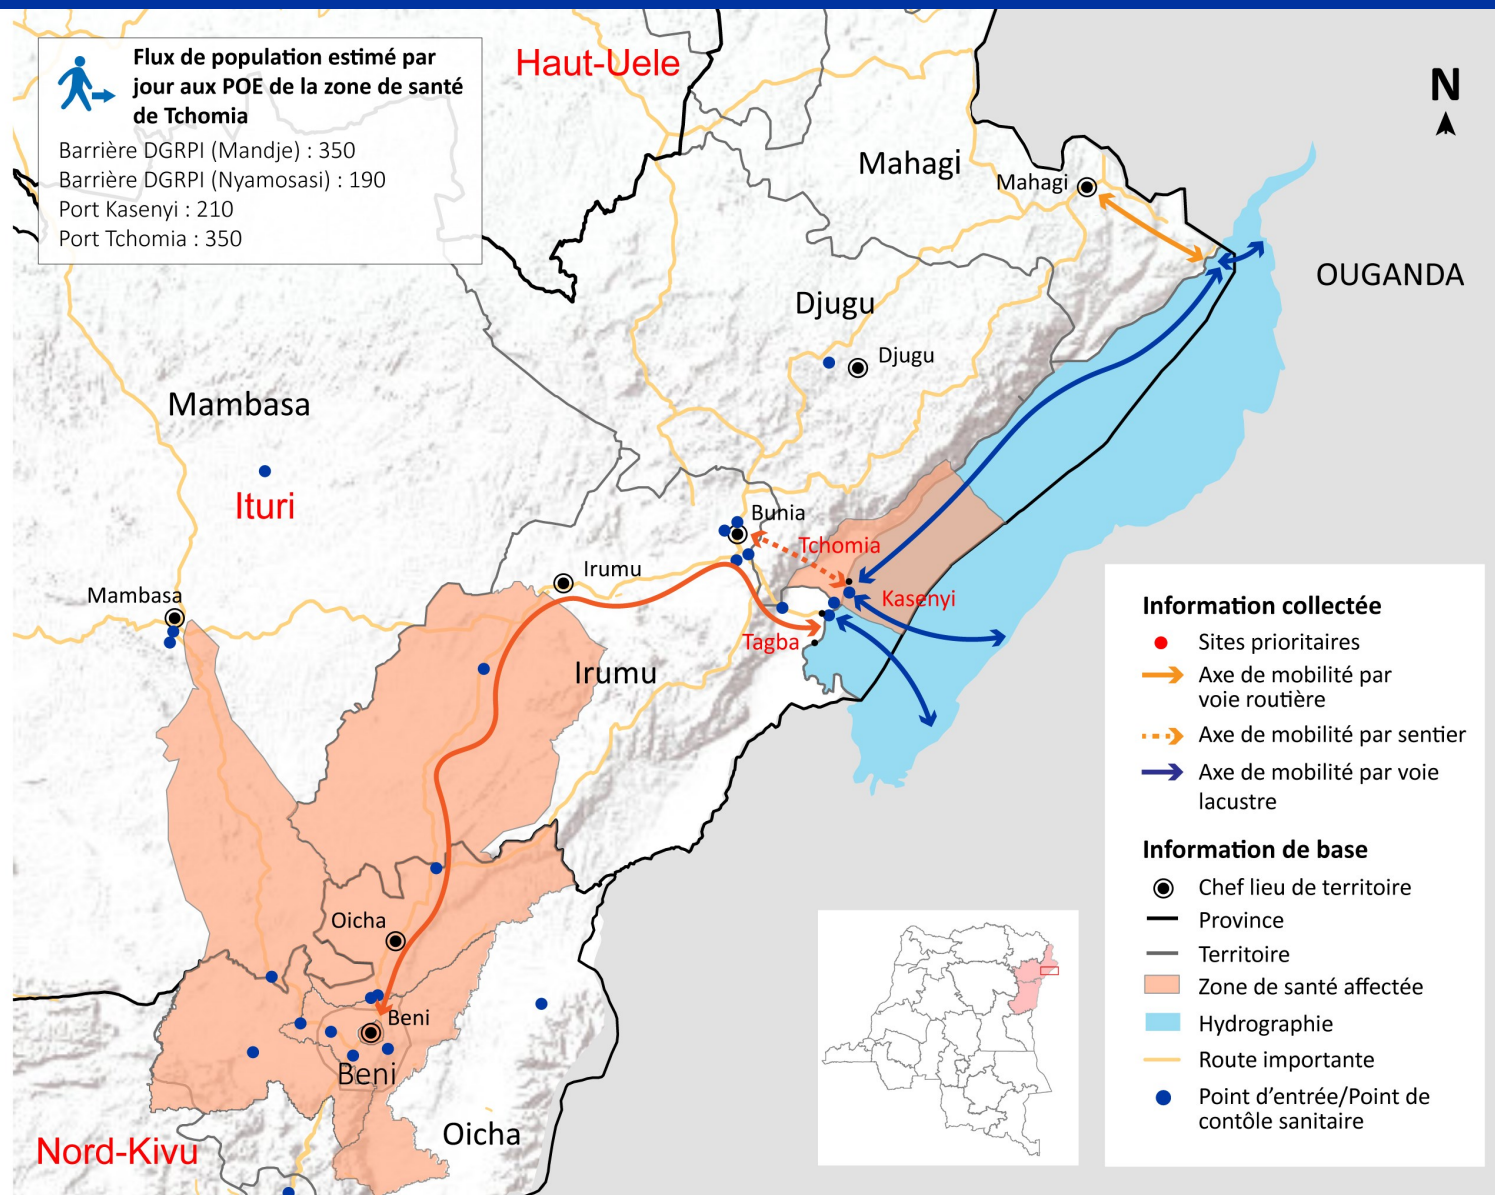 Flux de population estimé par
jour aux POE de la zone de santé
de Tchomia
Barrière DGRPI (Mandje) : 350
Barrière DGRPI (Nyamosasi) : 190
Port Kasenyi : 210
Port Tchomia : 350
Haut-Uele
N
Mahagi
Mahagi
OUGANDA
Djugu
Djugu
Mambasa
Ituri
Bunia
Tchomia
Irumu
Mambasa
Kasenyi
Tagba
Irumu
Oicha
Beni
Beni
Oicha
Nord-Kivu
Information collectée
Sites prioritaires
Axe de mobilité par
voie routière
Axe de mobilité par sentier
Axe de mobilité par voie
lacustre
Information de base
Chef lieu de territoire
Province
Territoire
Zone de santé affectée
Hydrographie
Route importante
Point d'entrée/Point de
contôle sanitaire